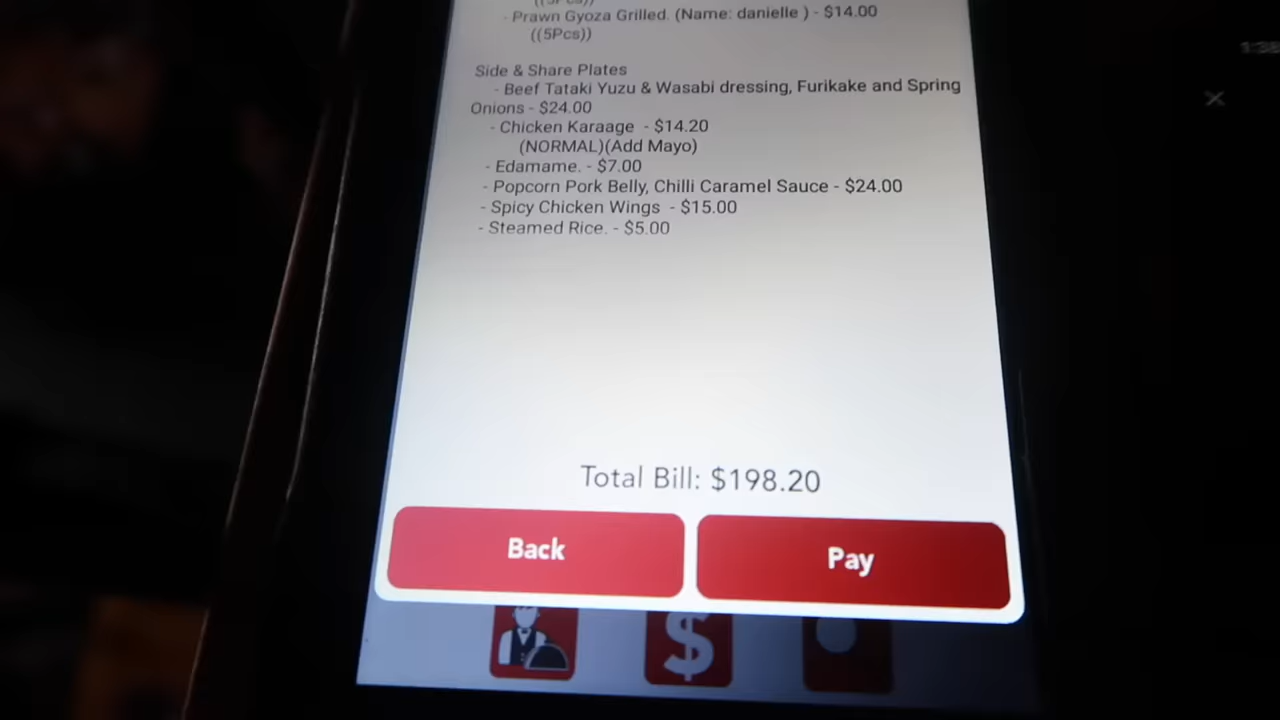 - Prawn Gyoza Grilled. (Name: danielle ) - $14.00
((5Pcs))
Side & Share Plates
- Beef Tataki Yuzu & Wasabi dressing, Furikake and Spring
Onions - $24.00
- Chicken Karaage - $14.20
(NORMAL)(Add Mayo)
- Edamame. - $7.00
- Popcorn Pork Belly, Chilli Caramel Sauce - $24.00
- Spicy Chicken Wings - $15.00
- Steamed Rice. - $5.00
Total Bill: $198.20
Back
Pay
$